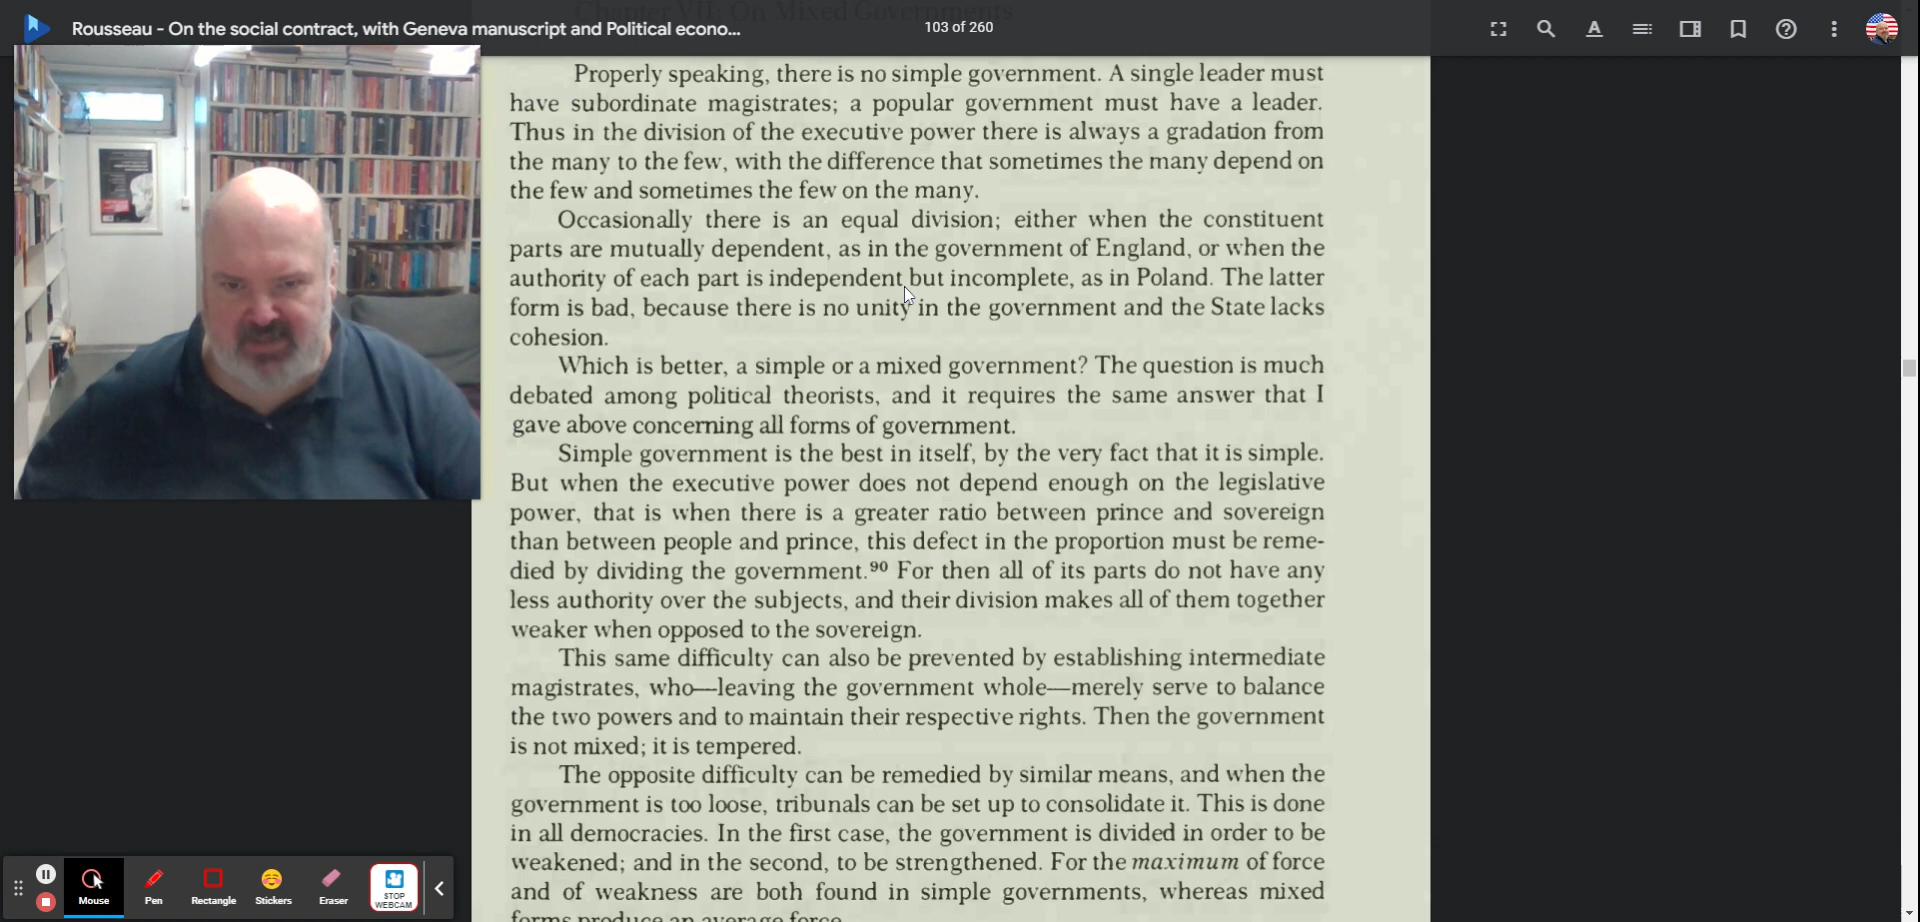 Chapter VII: On Mixed Governments
Rousseau - On the social contract, with Geneva manuscript and Political econo...
103 of 260
Properly speaking, there is no simple government. A single leader must
have subordinate magistrates; a popular government must have a leader.
Thus in the division of the executive power there is always a gradation from
the many to the few, with the difference that sometimes the many depend on
the few and sometimes the few on the many.
Occasionally there is an equal division; either when the constituent
parts are mutually dependent, as in the government of England, or when the
authority of each part is independent but incomplete, as in Poland. The latter
form is bad, because there is no unity in the government and the State lacks
cohesion.
Which is better, a simple or a mixed government? The question is much
debated among political theorists, and it requires the same answer that I
gave above concerning all forms of government.
Simple government is the best in itself, by the very fact that it is simple.
But when the executive power does not depend enough on the legislative
power, that is when there is a greater ratio between prince and sovereign
than between people and prince, this defect in the proportion must be reme-
died by dividing the government.⁹⁰ For then all of its parts do not have any
less authority over the subjects, and their division makes all of them together
weaker when opposed to the sovereign.
This same difficulty can also be prevented by establishing intermediate
magistrates, who—leaving the government whole—merely serve to balance
the two powers and to maintain their respective rights. Then the government
is not mixed; it is tempered.
The opposite difficulty can be remedied by similar means, and when the
government is too loose, tribunals can be set up to consolidate it. This is done
in all democracies. In the first case, the government is divided in order to be
weakened; and in the second, to be strengthened. For the maximum of force
and of weakness are both found in simple governments, whereas mixed
forms produce an average force.
Mouse
Pen
Rectangle
Stickers
Eraser
STOP
WEBCAM